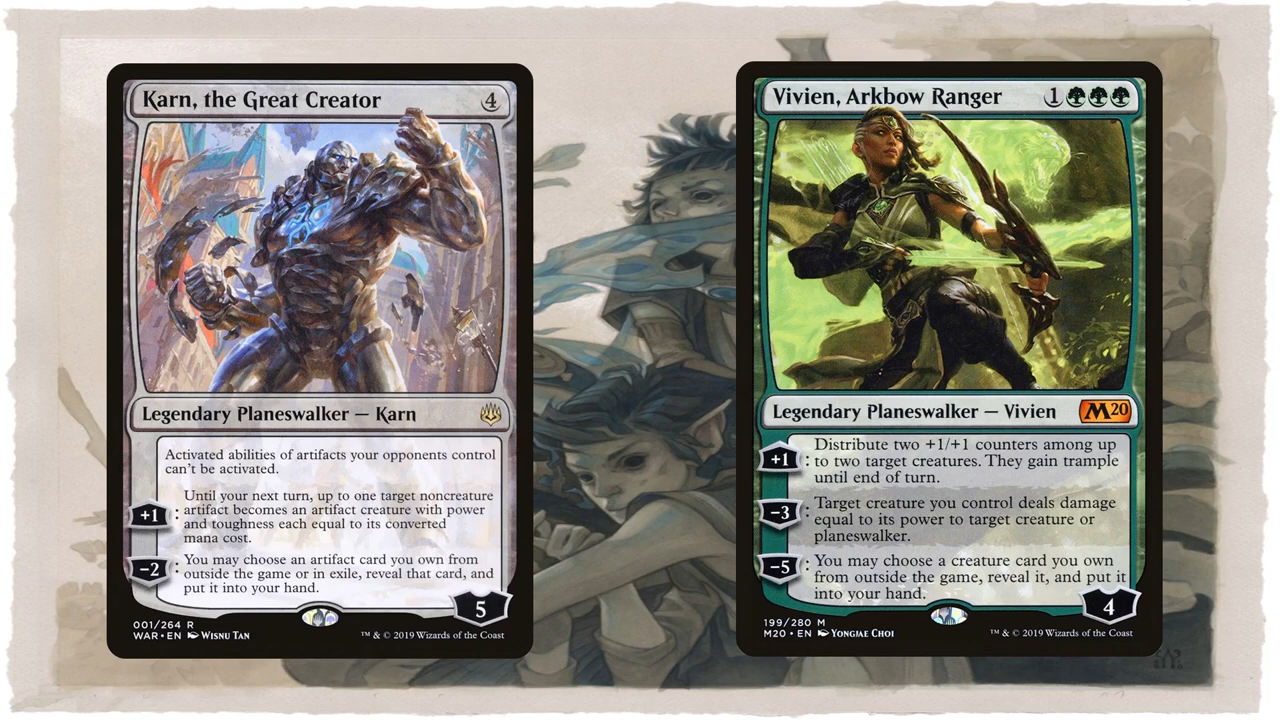 Karn, the Great Creator 4
Legendary Planeswalker — Karn
Activated abilities of artifacts your opponents control
can't be activated.
+1: Until your next turn, up to one target noncreature
artifact becomes an artifact creature with power
and toughness each equal to its converted
mana cost.
−2: You may choose an artifact card you own from
outside the game or in exile, reveal that card, and
put it into your hand.
5
001/264 R
WAR • EN Wisnu Tan
™ & © 2019 Wizards of the Coast
Vivien, Arkbow Ranger 1
Legendary Planeswalker — Vivien M20
+1: Distribute two +1/+1 counters among up
to two target creatures. They gain trample
until end of turn.
−3: Target creature you control deals damage
equal to its power to target creature or
planeswalker.
−5: You may choose a creature card you own
from outside the game, reveal it, and put it
into your hand.
4
199/280 M
M20 • EN Yongjae Choi
™ & © 2019 Wizards of the Coast